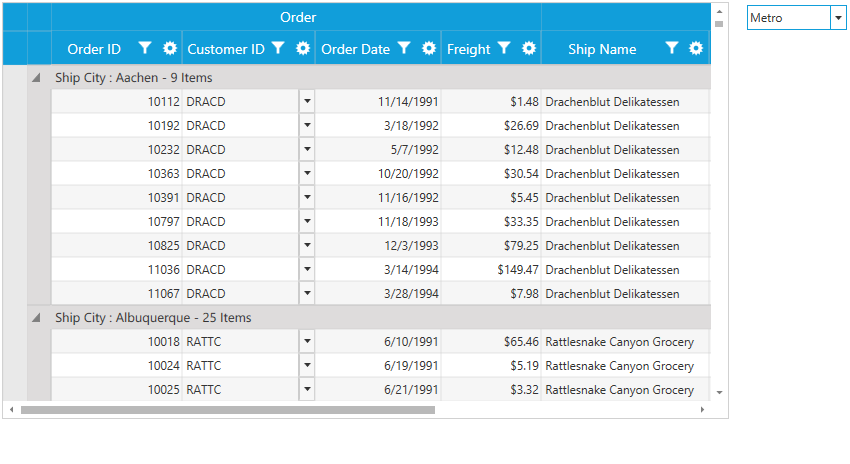 Order
Metro
Order ID Customer ID Order Date Freight Ship Name
Ship City : Aachen - 9 Items
10112 DRACD 11/14/1991 $1.48 Drachenblut Delikatessen
10192 DRACD 3/18/1992 $26.69 Drachenblut Delikatessen
10232 DRACD 5/7/1992 $12.48 Drachenblut Delikatessen
10363 DRACD 10/20/1992 $30.54 Drachenblut Delikatessen
10391 DRACD 11/16/1992 $5.45 Drachenblut Delikatessen
10797 DRACD 11/18/1993 $33.35 Drachenblut Delikatessen
10825 DRACD 12/3/1993 $79.25 Drachenblut Delikatessen
11036 DRACD 3/14/1994 $149.47 Drachenblut Delikatessen
11067 DRACD 3/28/1994 $7.98 Drachenblut Delikatessen
Ship City : Albuquerque - 25 Items
10018 RATTC 6/10/1991 $65.46 Rattlesnake Canyon Grocery
10024 RATTC 6/19/1991 $5.19 Rattlesnake Canyon Grocery
10025 RATTC 6/21/1991 $3.32 Rattlesnake Canyon Grocery